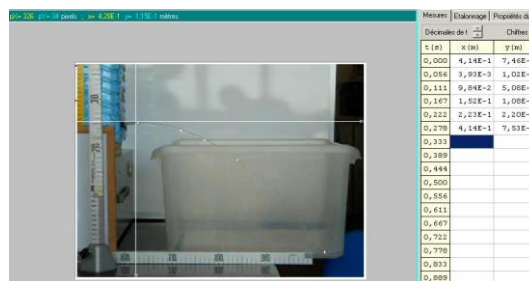 pX= 326 pY= 34 pixels ; x= 4,28E-1 y= 1,15E-1 mètres
Mesures Etalonnage Propriétés du
Décimales de t Chiffres
t (s) x (m) y (m)
0,000 4,14E-1 7,46E-
0,056 3,93E-3 1,02E-
0,111 9,84E-2 5,08E-
0,167 1,52E-1 1,08E-
0,222 2,23E-1 2,20E-
0,278 4,14E-1 7,53E-
0,333
0,389
0,444
0,500
0,556
0,611
0,667
0,722
0,778
0,833
0,889